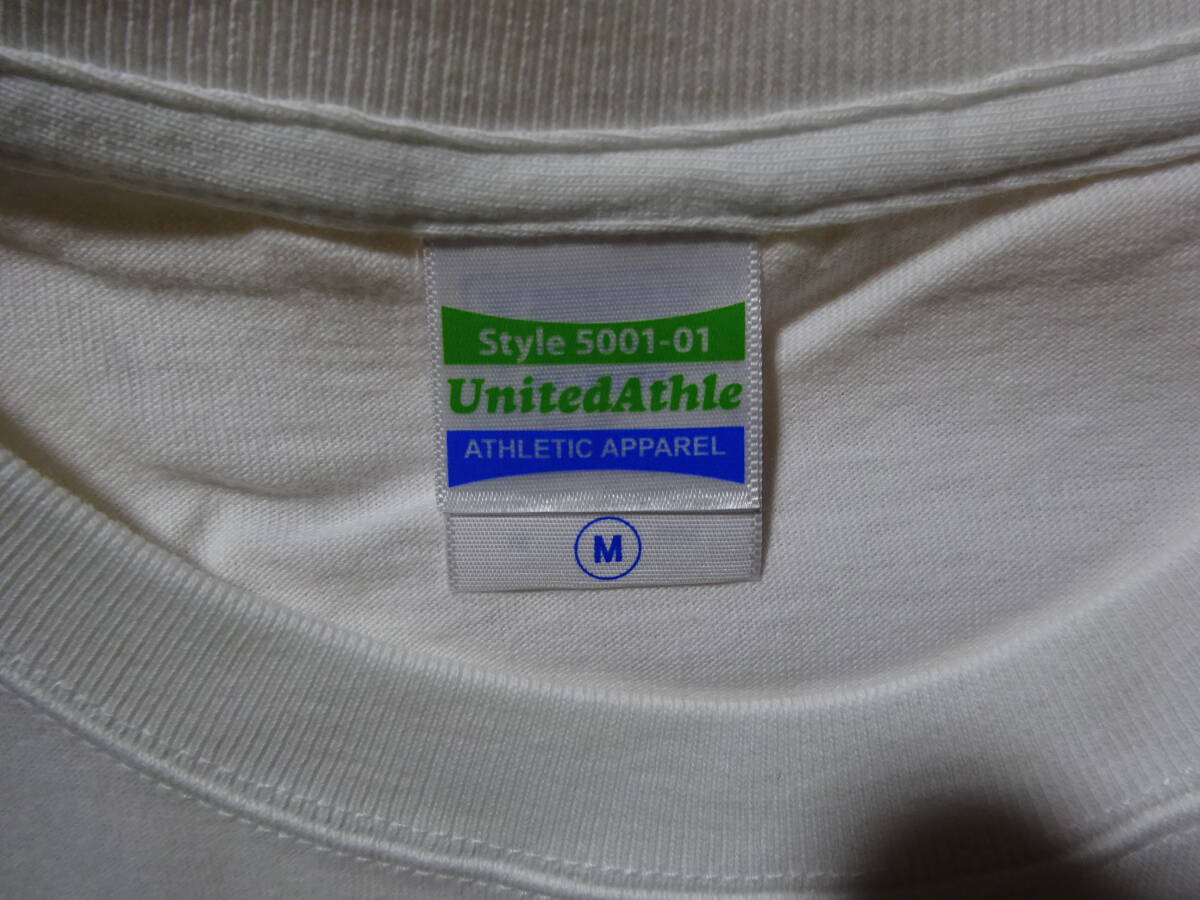 Style 5001-01
UnitedAthle
ATHLETIC APPAREL
M